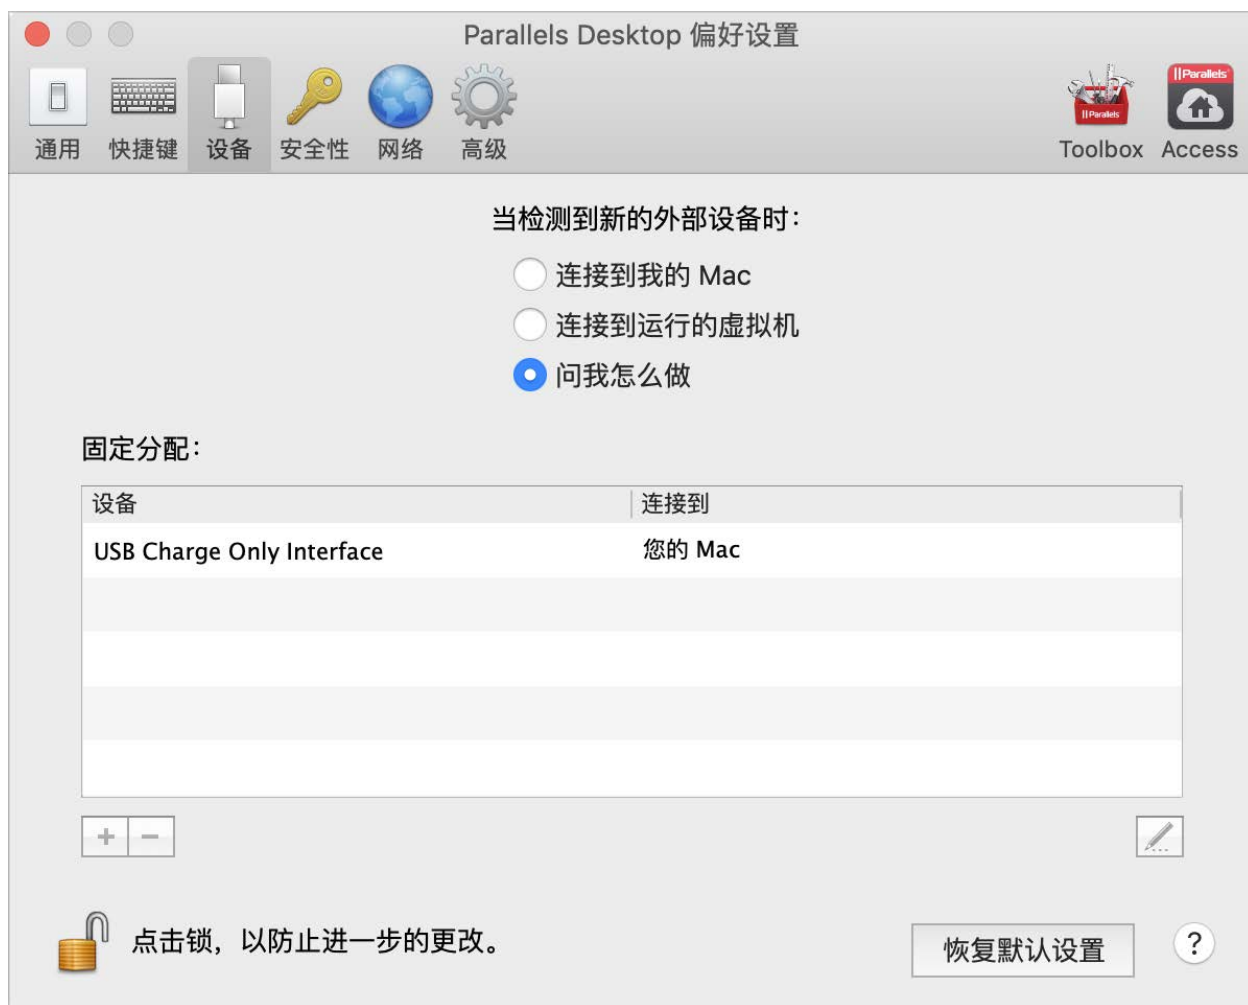 Parallels Desktop 偏好设置
通用 快捷键 设备 安全性 网络 高级 Toolbox Access
||Parallels
||Parallels®
当检测到新的外部设备时：
连接到我的 Mac
连接到运行的虚拟机
问我怎么做
固定分配：
设备 连接到
USB Charge Only Interface 您的 Mac
+ −
点击锁，以防止进一步的更改。
恢复默认设置 ?